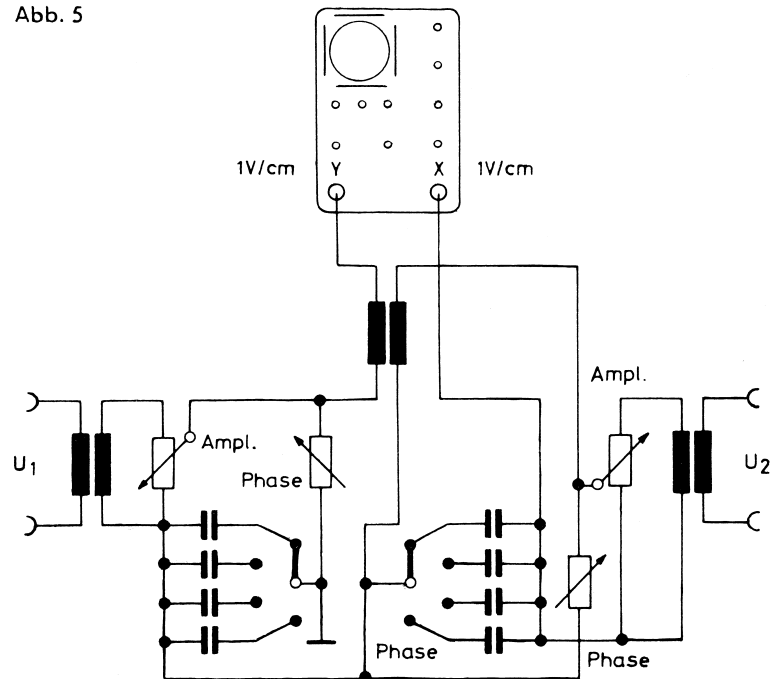 Abb. 5
1V/cm Y X 1V/cm
Ampl.
Ampl.
U1 Phase U2
Phase Phase